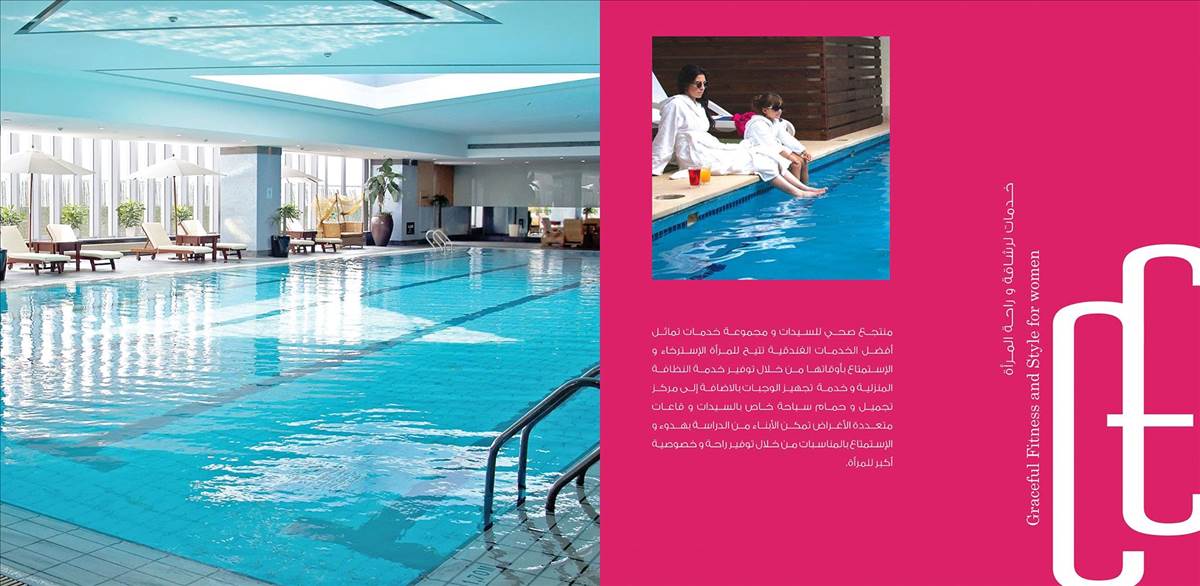 خدمات لرشاقة و راحة المرأة
Graceful Fitness and Style for women
منتجع صحي للسيدات و مجموعة خدمات تماثل
أفضل الخدمات الفندقية تتيح للمرأة الإسترخاء و
الإستمتاع بأوقاتها من خلال توفير خدمة النظافة
المنزلية و خدمة تجهيز الوجبات بالاضافة إلى مركز
تجميل و حمام سباحة خاص بالسيدات و قاعات
متعددة الأغراض تمكن الأبناء من الدراسة بهدوء و
الإستمتاع بالمناسبات من خلال توفير راحة و خصوصية
أكبر للمرأة.